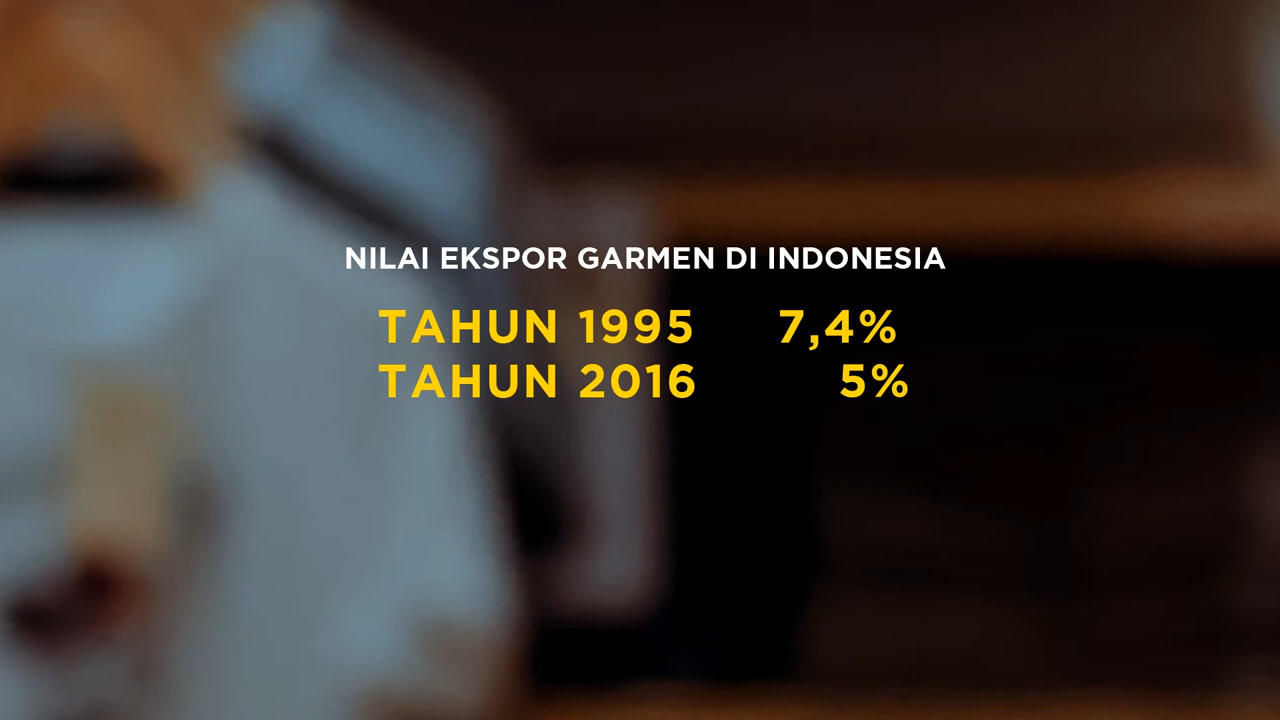 NILAI EKSPOR GARMEN DI INDONESIA
TAHUN 1995 7,4%
TAHUN 2016 5%